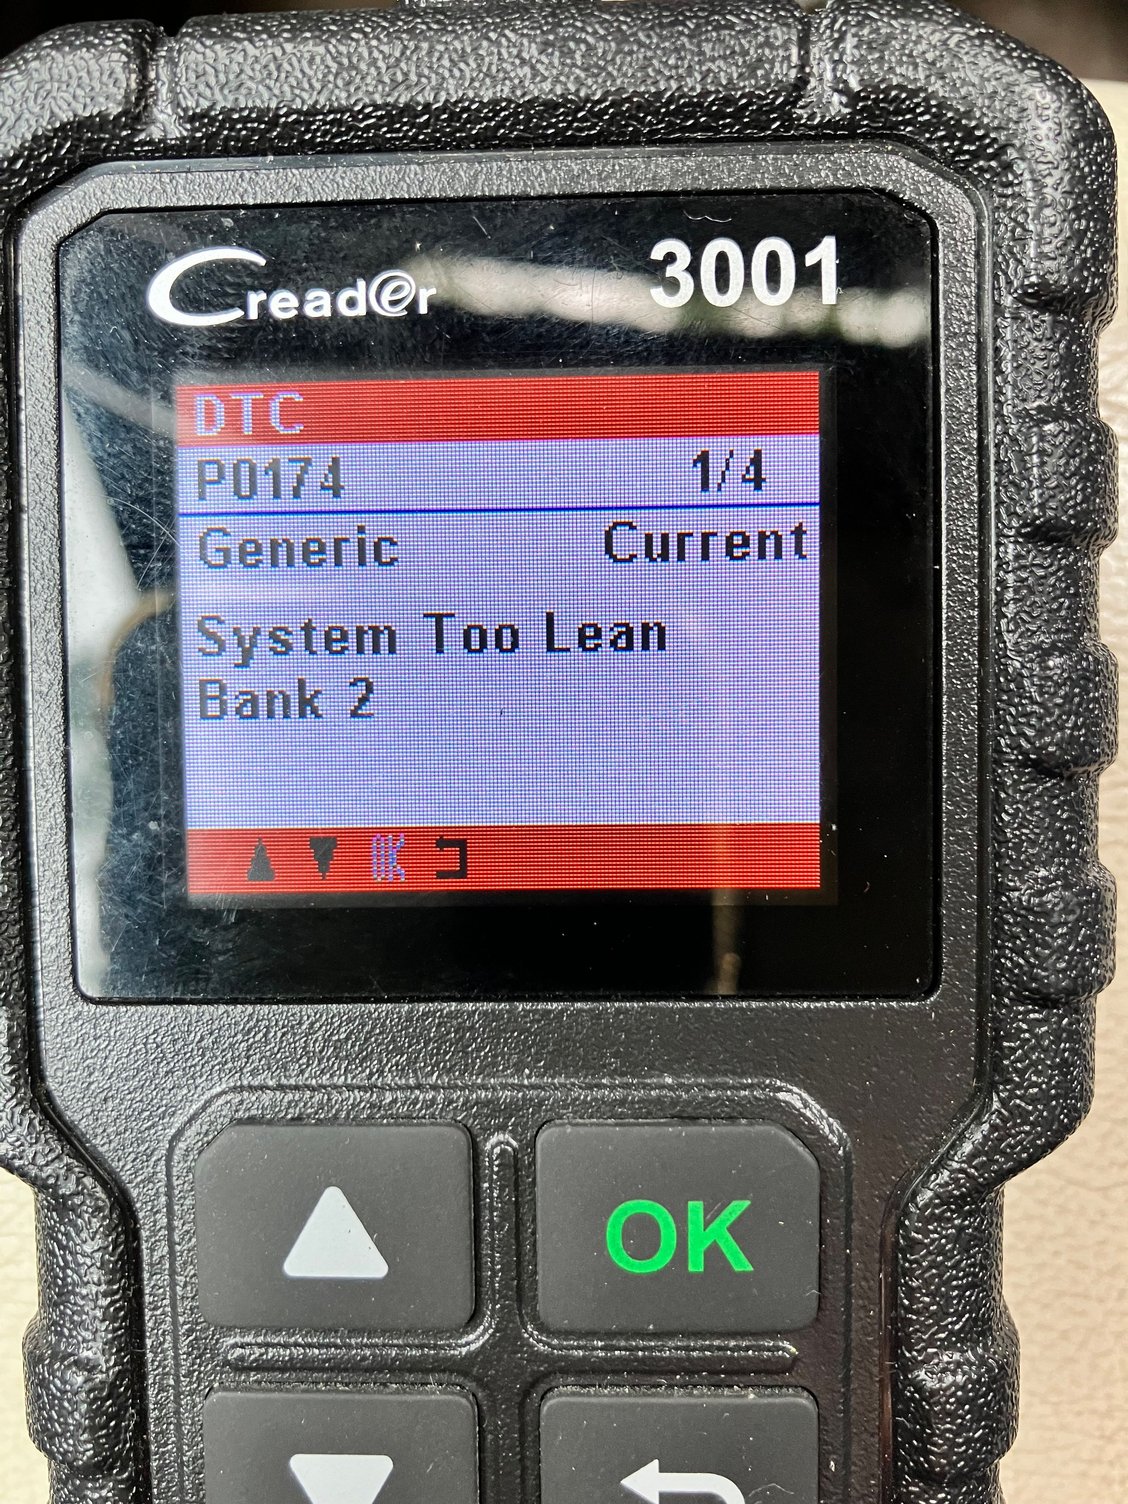 Creader 3001
DTC
P0174 1/4
Generic Current
System Too Lean
Bank 2
OK
OK